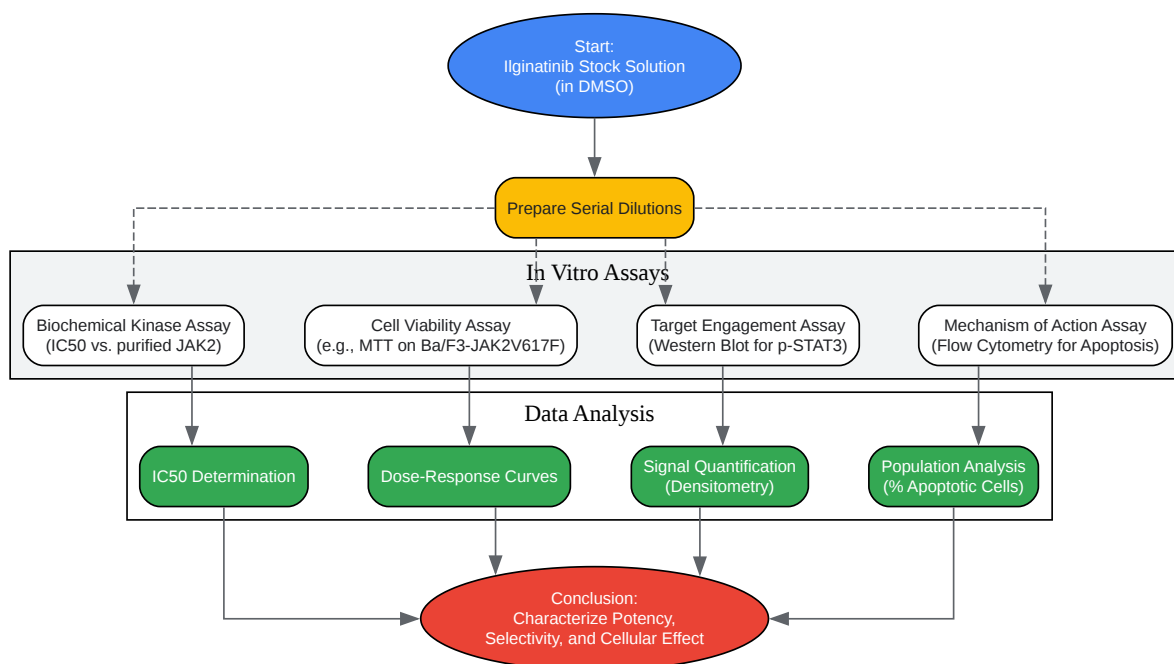 Start:
Ilginatinib Stock Solution
(in DMSO)
Prepare Serial Dilutions
In Vitro Assays
Biochemical Kinase Assay
(IC50 vs. purified JAK2)
Cell Viability Assay
(e.g., MTT on Ba/F3-JAK2V617F)
Target Engagement Assay
(Western Blot for p-STAT3)
Mechanism of Action Assay
(Flow Cytometry for Apoptosis)
Data Analysis
IC50 Determination
Dose-Response Curves
Signal Quantification
(Densitometry)
Population Analysis
(% Apoptotic Cells)
Conclusion:
Characterize Potency,
Selectivity, and Cellular Effect